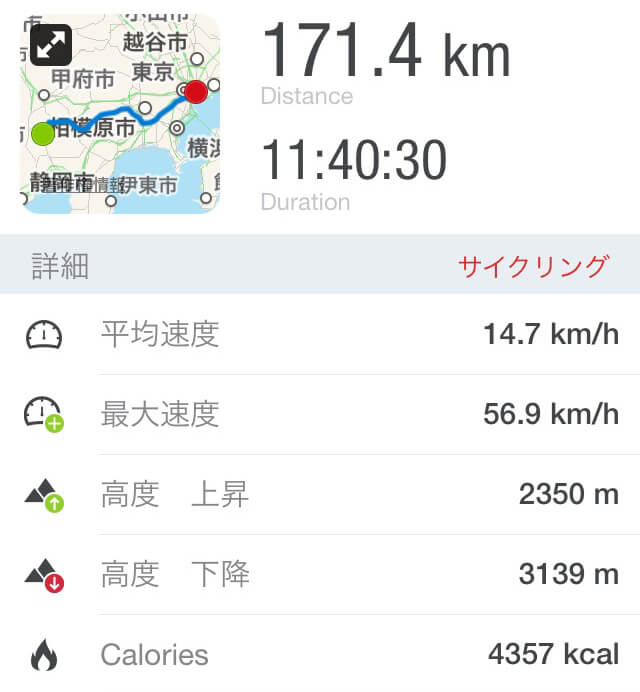 越谷市
171.4 km
甲府市
東京
Distance
相模原市
11:40:30
静岡市
伊東市
Duration
詳細
サイクリング
平均速度
14.7 km/h
最大速度
56.9 km/h
高度 上昇
2350 m
高度 下降
3139 m
Calories
4357 kcal